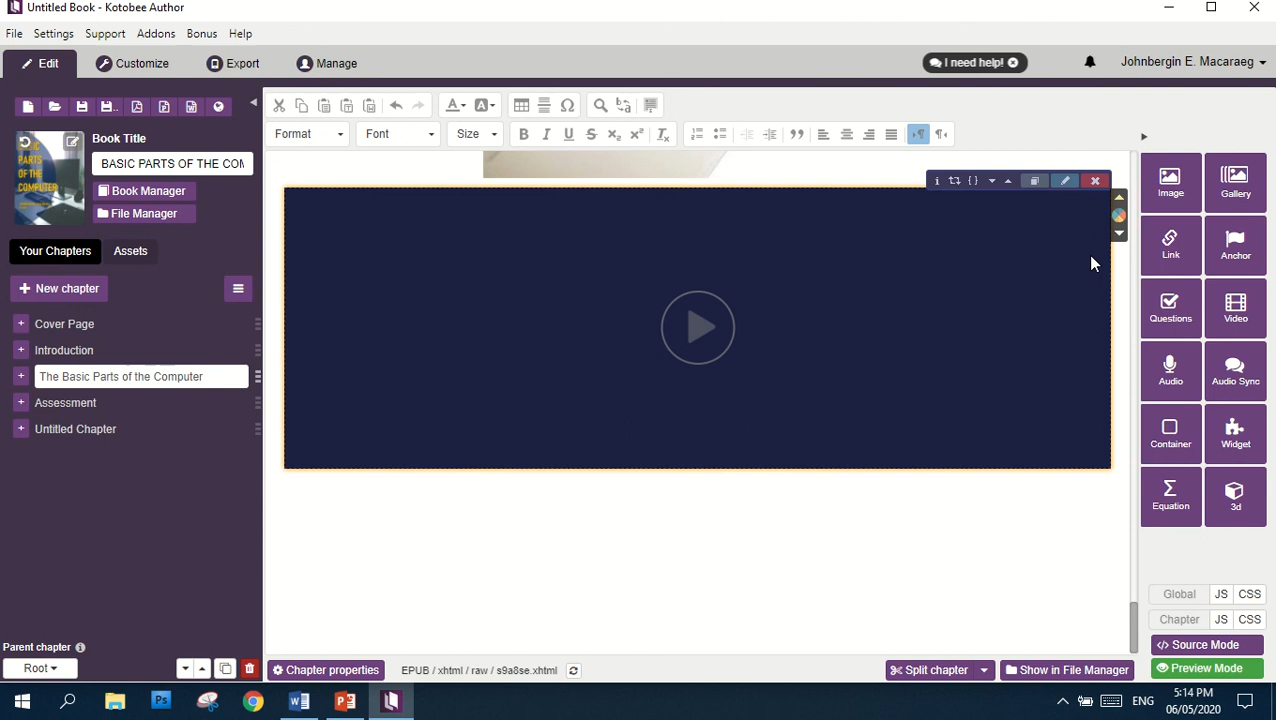 Untitled Book - Kotobee Author
File Settings Support Addons Bonus Help
Edit Customize Export Manage I need help! Johnbergin E. Macaraeg
Book Title
BASIC PARTS OF THE COM
Book Manager
File Manager
PARTS
OF THE
COMPUTER
Format Font Size
Your Chapters Assets
New chapter
Cover Page
Introduction
The Basic Parts of the Computer
Assessment
Untitled Chapter
Image Gallery
Link Anchor
Questions Video
Audio Audio Sync
Container Widget
Equation 3d
Global JS CSS
Chapter JS CSS
Source Mode
Preview Mode
Parent chapter
Root
Chapter properties EPUB / xhtml / raw / s9a8se.xhtml Split chapter Show in File Manager
ENG
5:14 PM
06/05/2020